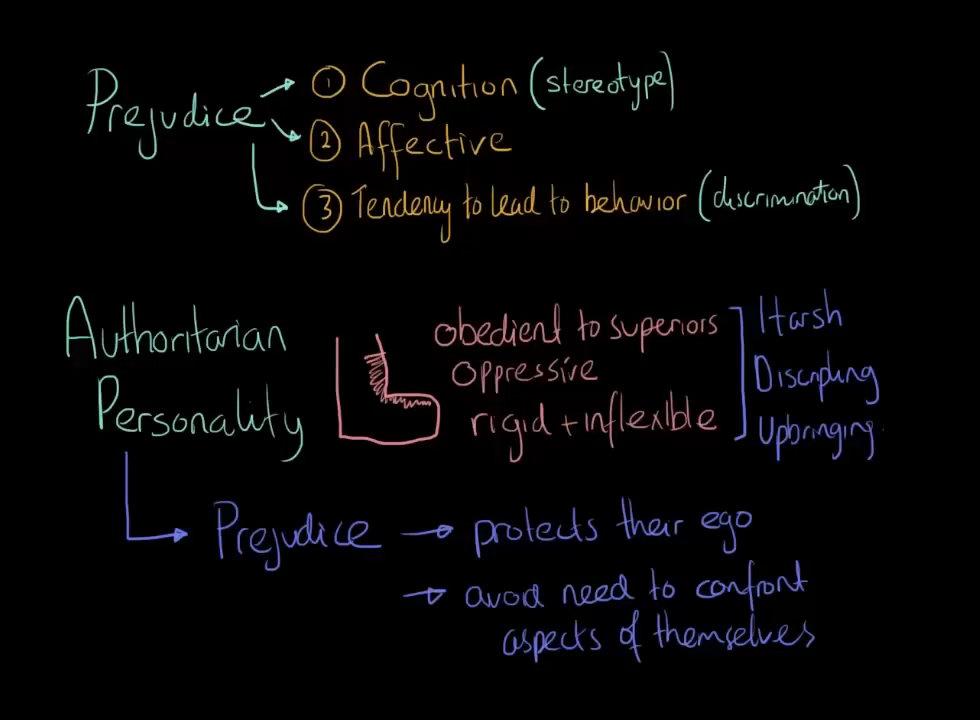 Prejudice
① Cognition (stereotype)
② Affective
③ Tendency to lead to behavior (discrimination)
Authoritarian
Personality
obedient to superiors
oppressive
rigid + inflexible
Harsh
Discriplung
Upbringing
Prejudice → protects their ego
→ avoid need to confront
aspects of themselves